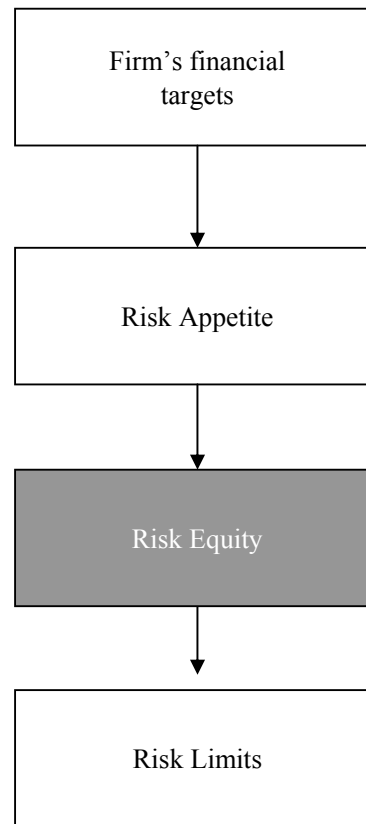 Firm’s financial
targets
Risk Appetite
Risk Equity
Risk Limits